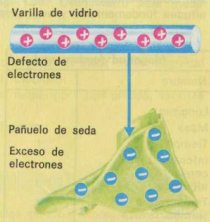 Varilla de vidrio
Defecto de
electrones
Pañuelo de seda
Exceso de
electrones